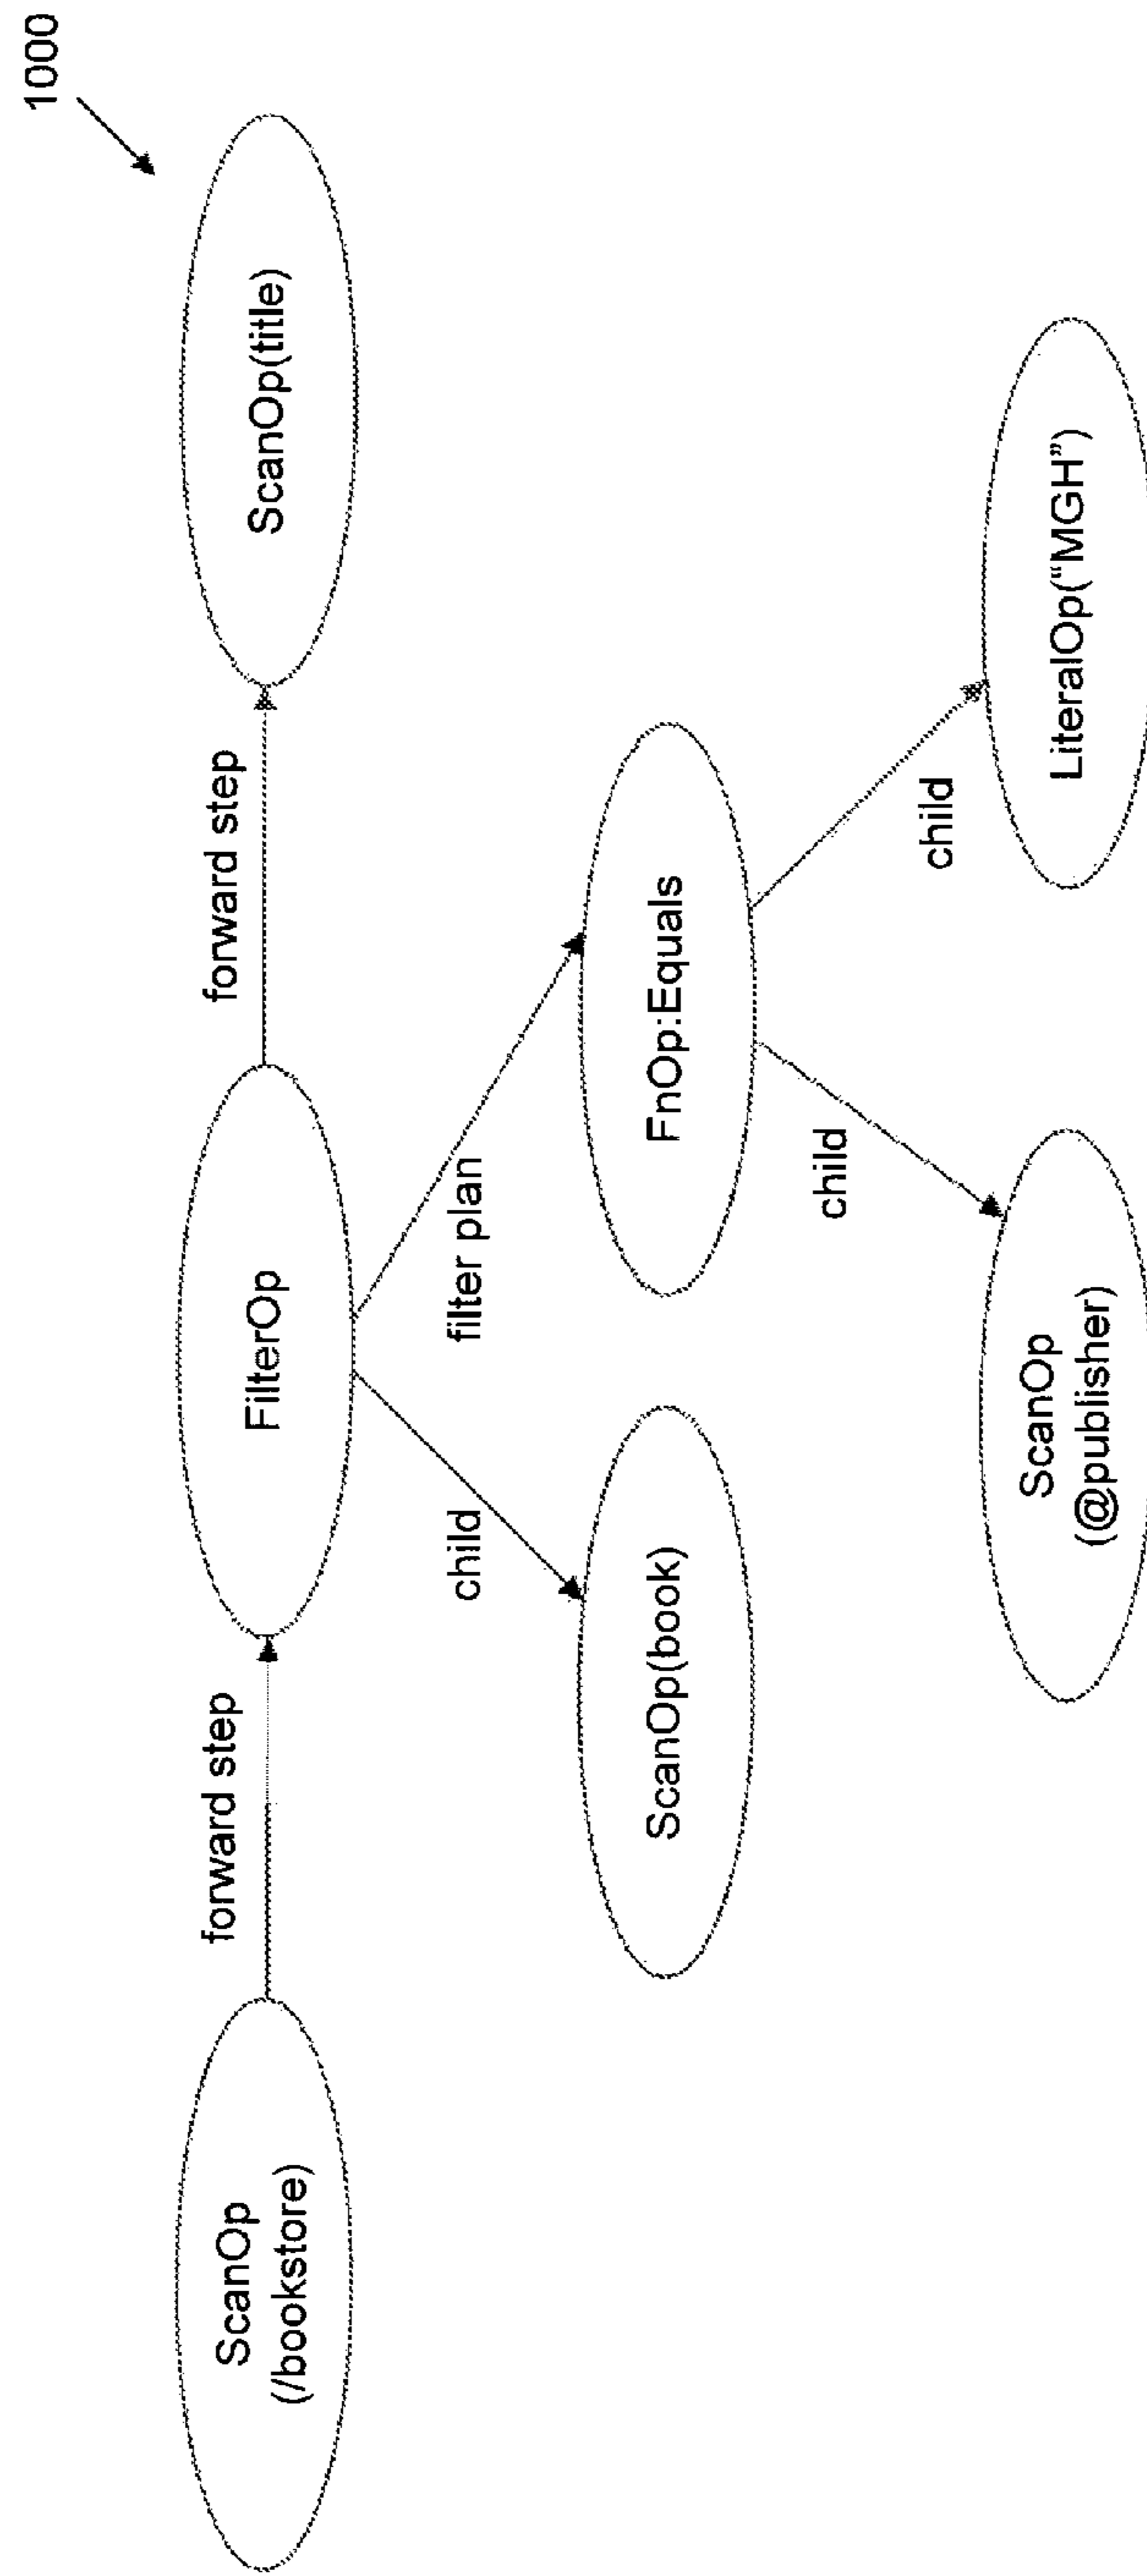 1000
ScanOp
(/bookstore)
forward step
FilterOp
forward step
ScanOp(title)
child
filter plan
ScanOp(book)
FnOp:Equals
child
child
ScanOp
(@publisher)
LiteralOp(“MGH”)